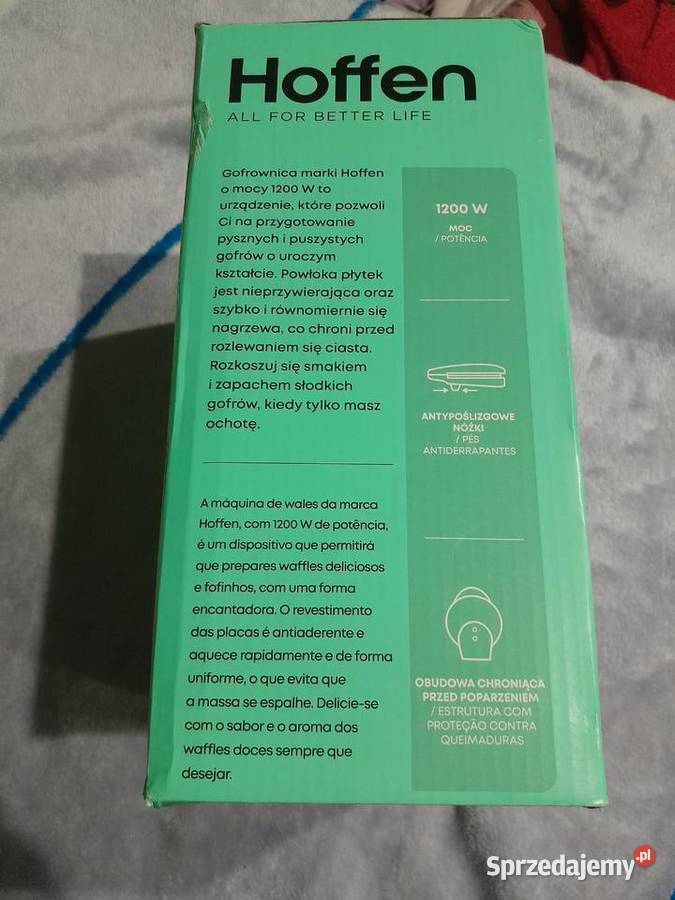 Hoffen
ALL FOR BETTER LIFE
Gofrownica marki Hoffen
o mocy 1200 W to
urządzenie, które pozwoli
Ci na przygotowanie
pysznych i puszystych
gofrów o uroczym
kształcie. Powłoka płytek
jest nieprzywierająca oraz
szybko i równomiernie się
nagrzewa, co chroni przed
rozlewaniem się ciasta.
Rozkoszuj się smakiem
i zapachem słodkich
gofrów, kiedy tylko masz
ochotę.
A máquina de wales da marca
Hoffen, com 1200 W de potência,
é um dispositivo que permitirá
que prepares waffles deliciosos
e fofinhos, com uma forma
encantadora. O revestimento
das placas é antiaderente e
aquece rapidamente e de forma
uniforme, o que evita que
a massa se espalhe. Delicie-se
com o sabor e o aroma dos
waffles doces sempre que
desejar.
1200 W
MOC
/ POTÊNCIA
ANTYPOŚLIZGOWE
NÓŻKI
/ PÉS
ANTIDERRAPANTES
OBUDOWA CHRONIĄCA
PRZED POPARZENIEM
/ ESTRUTURA COM
PROTEÇÃO CONTRA
QUEIMADURAS
Sprzedajemy.pl